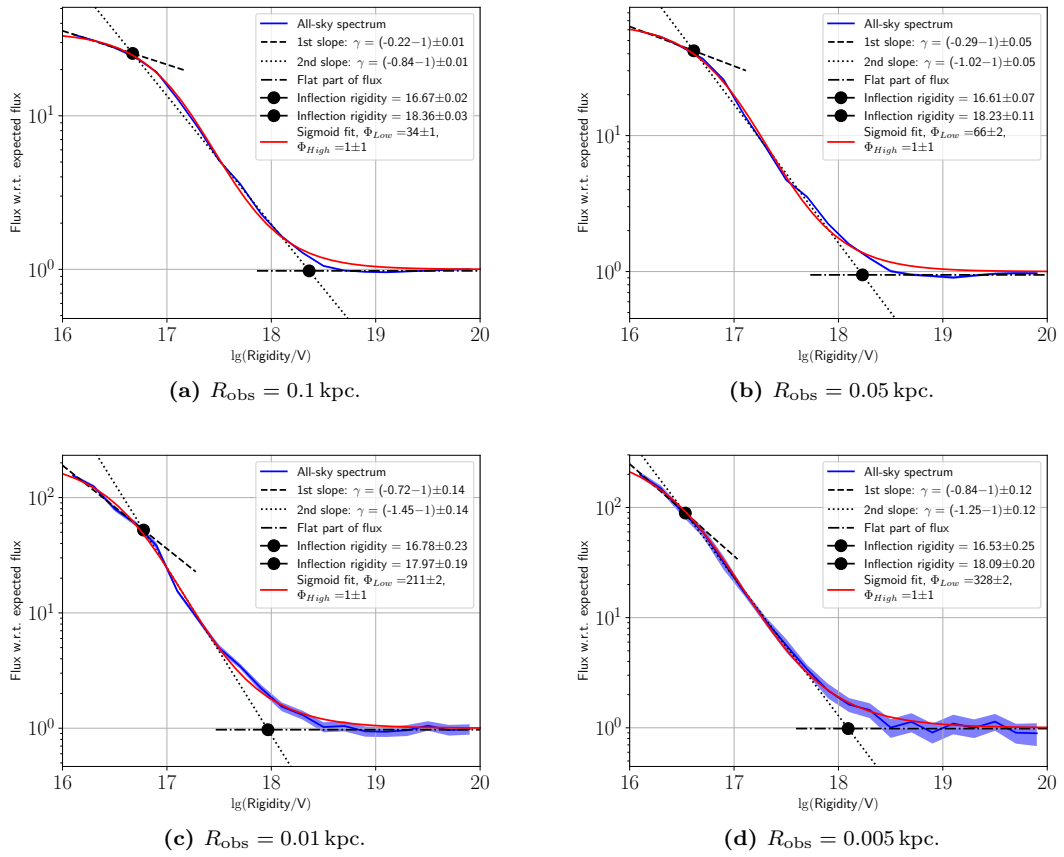 All-sky spectrum
1st slope: γ = (-0.22−1)±0.01
2nd slope: γ = (-0.84−1)±0.01
Flat part of flux
Inflection rigidity = 16.67±0.02
Inflection rigidity = 18.36±0.03
Sigmoid fit, Φ_Low =34±1,
Φ_High =1±1
Flux w.r.t. expected flux
10^1
10^0
16 17 18 19 20
lg(Rigidity/V)
(a) R_obs = 0.1 kpc.
All-sky spectrum
1st slope: γ = (-0.29−1)±0.05
2nd slope: γ = (-1.02−1)±0.05
Flat part of flux
Inflection rigidity = 16.61±0.07
Inflection rigidity = 18.23±0.11
Sigmoid fit, Φ_Low =66±2,
Φ_High =1±1
Flux w.r.t. expected flux
10^1
10^0
16 17 18 19 20
lg(Rigidity/V)
(b) R_obs = 0.05 kpc.
All-sky spectrum
1st slope: γ = (-0.72−1)±0.14
2nd slope: γ = (-1.45−1)±0.14
Flat part of flux
Inflection rigidity = 16.78±0.23
Inflection rigidity = 17.97±0.19
Sigmoid fit, Φ_Low =211±2,
Φ_High =1±1
Flux w.r.t. expected flux
10^2
10^1
10^0
16 17 18 19 20
lg(Rigidity/V)
(c) R_obs = 0.01 kpc.
All-sky spectrum
1st slope: γ = (-0.84−1)±0.12
2nd slope: γ = (-1.25−1)±0.12
Flat part of flux
Inflection rigidity = 16.53±0.25
Inflection rigidity = 18.09±0.20
Sigmoid fit, Φ_Low =328±2,
Φ_High =1±1
Flux w.r.t. expected flux
10^2
10^1
10^0
16 17 18 19 20
lg(Rigidity/V)
(d) R_obs = 0.005 kpc.